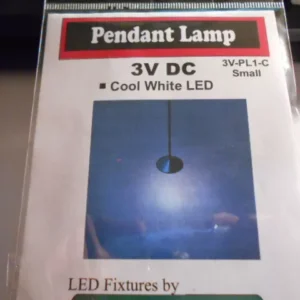 Pendant Lamp
3V DC
3V-PL1-C
Small
■ Cool White LED
LED Fixtures by